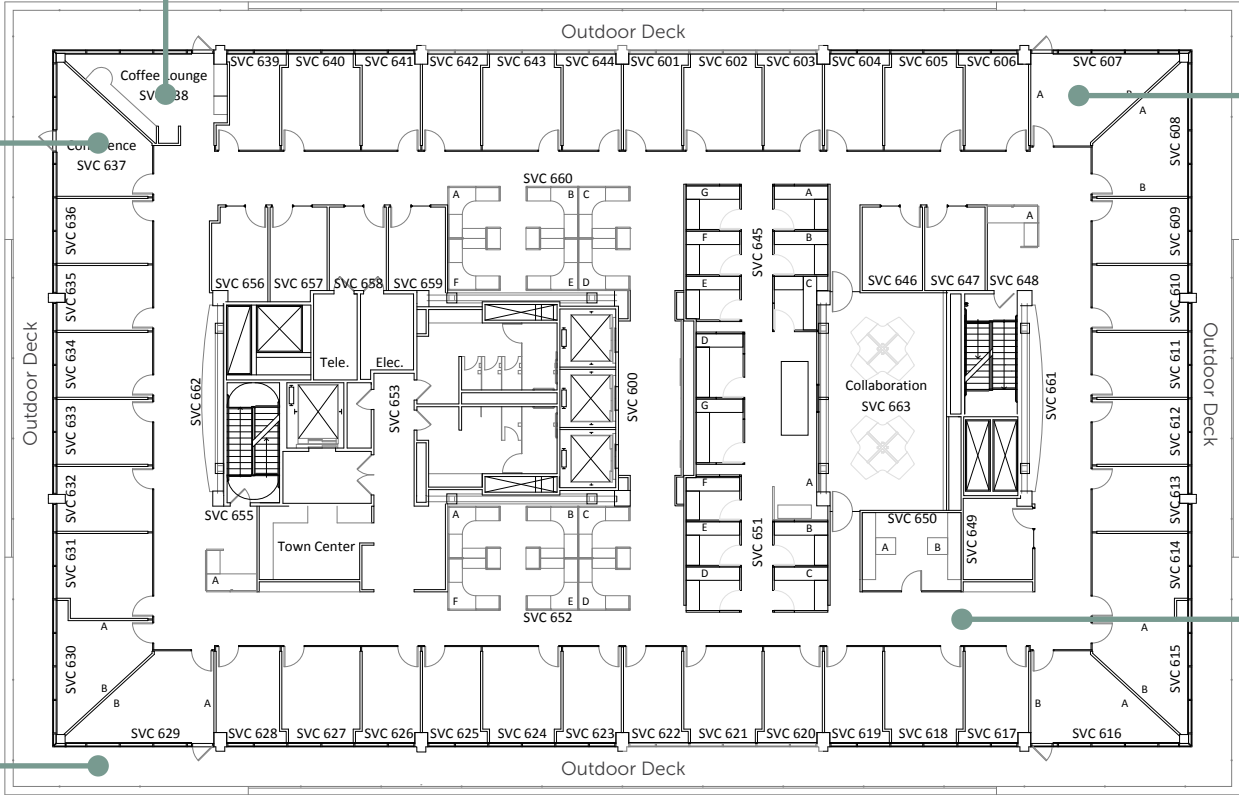 Outdoor Deck
Coffee Lounge
SVC 638
SVC 639
SVC 640
SVC 641
SVC 642
SVC 643
SVC 644
SVC 601
SVC 602
SVC 603
SVC 604
SVC 605
SVC 606
SVC 607
A
B
A
SVC 608
B
Conference
SVC 637
SVC 660
A
B
C
F
E
D
G
A
F
B
E
C
SVC 645
A
SVC 636
SVC 609
SVC 656
SVC 657
SVC 658
SVC 659
SVC 646
SVC 647
SVC 648
SVC 635
SVC 610
Outdoor Deck
SVC 634
SVC 662
Tele.
Elec.
SVC 653
SVC 600
D
G
Collaboration
SVC 663
SVC 661
SVC 611
Outdoor Deck
SVC 633
SVC 612
SVC 632
SVC 613
SVC 655
Town Center
A
A
B
C
F
E
D
SVC 652
F
A
E
B
D
C
SVC 651
SVC 650
A
B
SVC 649
SVC 631
SVC 614
SVC 630
A
B
B
A
SVC 629
SVC 628
SVC 627
SVC 626
SVC 625
SVC 624
SVC 623
SVC 622
SVC 621
SVC 620
SVC 619
SVC 618
SVC 617
B
A
SVC 616
A
B
SVC 615
Outdoor Deck